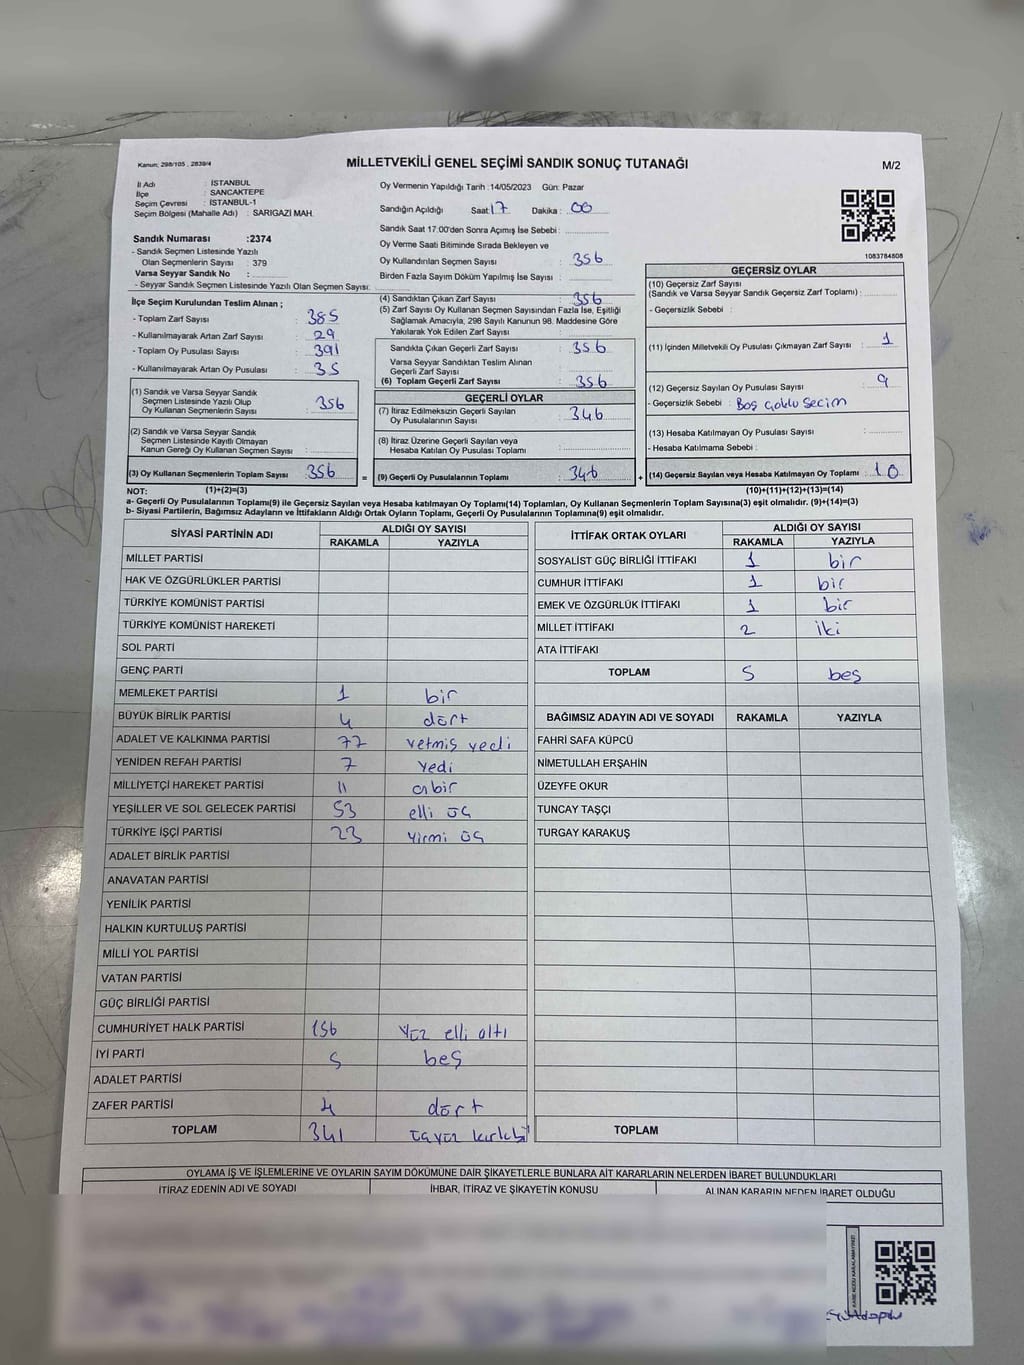 Kanun; 298/105 , 2839/4
MİLLETVEKİLİ GENEL SEÇİMİ SANDIK SONUÇ TUTANAĞI
M/2
İl Adı : İSTANBUL
İlçe : SANCAKTEPE
Seçim Çevresi : İSTANBUL-1
Seçim Bölgesi (Mahalle Adı) : SARIGAZİ MAH.
Sandık Numarası :2374
- Sandık Seçmen Listesinde Yazılı
Olan Seçmenlerin Sayısı : 379
Varsa Seyyar Sandık No :
- Seyyar Sandık Seçmen Listesinde Yazılı Olan Seçmen Sayısı:
İlçe Seçim Kurulundan Teslim Alınan ;
- Toplam Zarf Sayısı : 385
- Kullanılmayarak Artan Zarf Sayısı : 29
- Toplam Oy Pusulası Sayısı : 391
- Kullanılmayarak Artan Oy Pusulası : 35
(1) Sandık ve Varsa Seyyar Sandık
Seçmen Listesinde Yazılı Olup
Oy Kullanan Seçmenlerin Sayısı : 356
(2) Sandık ve Varsa Seyyar Sandık
Seçmen Listesinde Kayıtlı Olmayan
Kanun Gereği Oy Kullanan Seçmen Sayısı :
(3) Oy Kullanan Seçmenlerin Toplam Sayısı : 356 =
Oy Vermenin Yapıldığı Tarih :14/05/2023 Gün: Pazar
Sandığın Açıldığı Saat: 17 Dakika : 00
Sandık Saat 17.00'den Sonra Açımış İse Sebebi :
Oy Verme Saati Bitiminde Sırada Bekleyen ve
Oy Kullandırılan Seçmen Sayısı : 356
Birden Fazla Sayım Döküm Yapılmış İse Sayısı :
(4) Sandıktan Çıkan Zarf Sayısı : 356
(5) Zarf Sayısı Oy Kullanan Seçmen Sayısından Fazla İse, Eşitliği
Sağlamak Amacıyla, 298 Sayılı Kanunun 98. Maddesine Göre
Yakılarak Yok Edilen Zarf Sayısı :
Sandıkta Çıkan Geçerli Zarf Sayısı : 356
Varsa Seyyar Sandıktan Teslim Alınan
Geçerli Zarf Sayısı :
(6) Toplam Geçerli Zarf Sayısı : 356
GEÇERLİ OYLAR
(7) İtiraz Edilmeksizin Geçerli Sayılan
Oy Pusulalarının Sayısı : 346
(8) İtiraz Üzerine Geçerli Sayılan veya
Hesaba Katılan Oy Pusulası Toplamı :
(9) Geçerli Oy Pusulalarının Toplamı : 346 +
1083784808
GEÇERSİZ OYLAR
(10) Geçersiz Zarf Sayısı
(Sandık ve Varsa Seyyar Sandık Geçersiz Zarf Toplamı) :
- Geçersizlik Sebebi :
(11) İçinden Milletvekili Oy Pusulası Çıkmayan Zarf Sayısı : 1
(12) Geçersiz Sayılan Oy Pusulası Sayısı : 9
- Geçersizlik Sebebi : Boş çoklu secim
(13) Hesaba Katılmayan Oy Pusulası Sayısı :
- Hesaba Katılmama Sebebi :
(14) Geçersiz Sayılan veya Hesaba Katılmayan Oy Toplamı : 10
NOT: (1)+(2)=(3) (10)+(11)+(12)+(13)=(14)
a- Geçerli Oy Pusulalarının Toplamı(9) ile Geçersiz Sayılan veya Hesaba katılmayan Oy Toplamı(14) Toplamları, Oy Kullanan Seçmenlerin Toplam Sayısına(3) eşit olmalıdır. (9)+(14)=(3)
b- Siyasi Partilerin, Bağımsız Adayların ve İttifakların Aldığı Ortak Oyların Toplamı, Geçerli Oy Pusulalarının Toplamına(9) eşit olmalıdır.
SİYASİ PARTİNİN ADI ALDIĞI OY SAYISI
RAKAMLA YAZIYLA
MİLLET PARTİSİ
HAK VE ÖZGÜRLÜKLER PARTİSİ
TÜRKİYE KOMÜNİST PARTİSİ
TÜRKİYE KOMÜNİST HAREKETİ
SOL PARTİ
GENÇ PARTİ
MEMLEKET PARTİSİ 1 bir
BÜYÜK BİRLİK PARTİSİ 4 dört
ADALET VE KALKINMA PARTİSİ 77 yetmiş yedi
YENİDEN REFAH PARTİSİ 7 yedi
MİLLİYETÇİ HAREKET PARTİSİ 11 onbir
YEŞİLLER VE SOL GELECEK PARTİSİ 53 elli üç
TÜRKİYE İŞÇİ PARTİSİ 23 yirmi üç
ADALET BİRLİK PARTİSİ
ANAVATAN PARTİSİ
YENİLİK PARTİSİ
HALKIN KURTULUŞ PARTİSİ
MİLLİ YOL PARTİSİ
VATAN PARTİSİ
GÜÇ BİRLİĞİ PARTİSİ
CUMHURİYET HALK PARTİSİ 156 yüz elli altı
İYİ PARTİ 5 beş
ADALET PARTİSİ
ZAFER PARTİSİ 4 dört
TOPLAM 341 üçyüz kırkbir
İTTİFAK ORTAK OYLARI ALDIĞI OY SAYISI
RAKAMLA YAZIYLA
SOSYALİST GÜÇ BİRLİĞİ İTTİFAKI 1 bir
CUMHUR İTTİFAKI 1 bir
EMEK VE ÖZGÜRLÜK İTTİFAKI 1 bir
MİLLET İTTİFAKI 2 iki
ATA İTTİFAKI
TOPLAM 5 beş
BAĞIMSIZ ADAYIN ADI VE SOYADI RAKAMLA YAZIYLA
FAHRİ SAFA KÜPCÜ
NİMETULLAH ERŞAHİN
ÜZEYFE OKUR
TUNCAY TAŞÇI
TURGAY KARAKUŞ
TOPLAM
OYLAMA İŞ VE İŞLEMLERİNE VE OYLARIN SAYIM DÖKÜMÜNE DAİR ŞİKAYETLERLE BUNLARA AİT KARARLARIN NELERDEN İBARET BULUNDUKLARI
İTİRAZ EDENİN ADI VE SOYADI İHBAR, İTİRAZ VE ŞİKAYETİN KONUSU ALINAN KARARIN NEDEN İBARET OLDUĞU